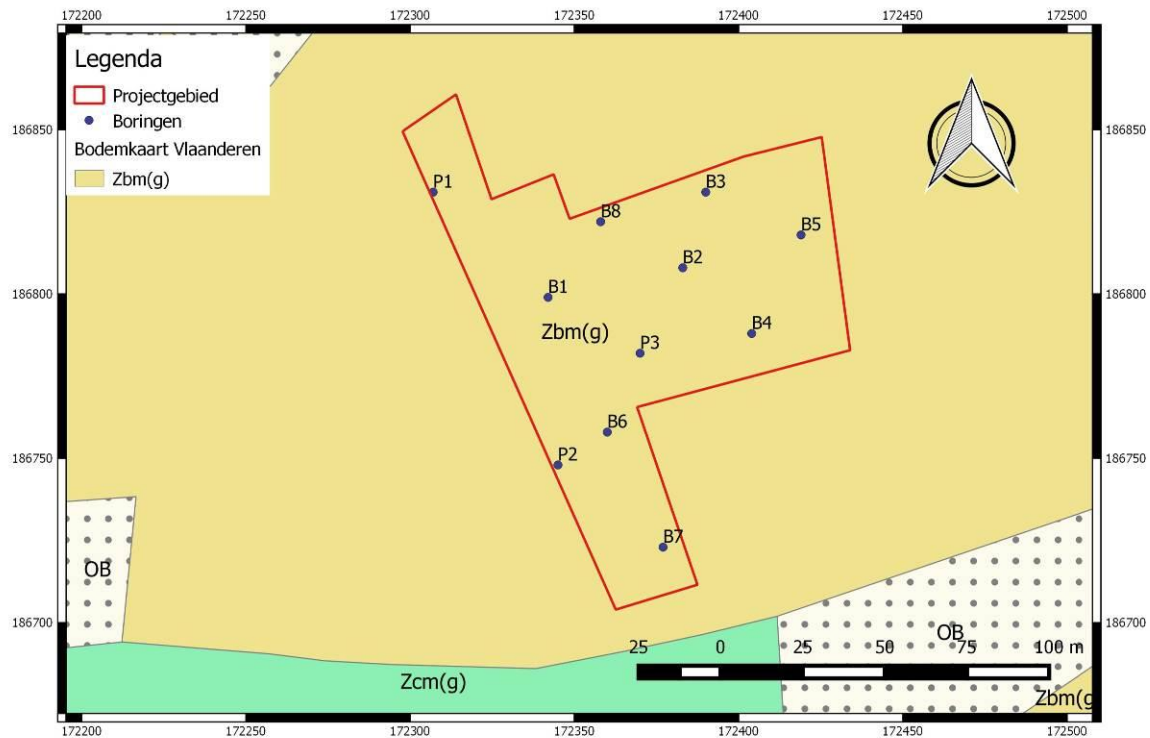 172200 172250 172300 172350 172400 172450 172500
Legenda
Projectgebied
Boringen
Bodemkaart Vlaanderen
Zbm(g)
186850 186850
P1
B3
B8
B5
B2
186800 186800
B1
Zbm(g)
B4
P3
B6
P2
186750 186750
B7
OB
186700 186700
OB
25 0 25 50 75 100 m
Zcm(g)
Zbm(g
172200 172250 172300 172350 172400 172450 172500